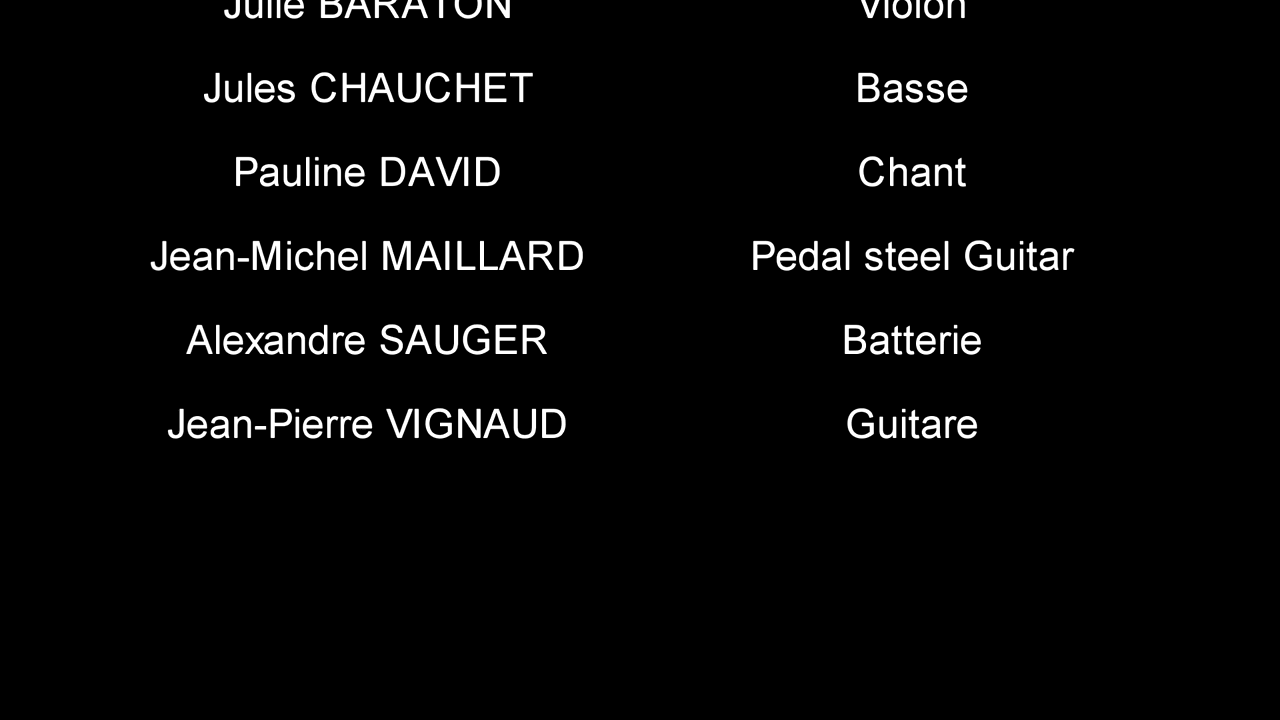 Julie BARATON Violon
Jules CHAUCHET Basse
Pauline DAVID Chant
Jean-Michel MAILLARD Pedal steel Guitar
Alexandre SAUGER Batterie
Jean-Pierre VIGNAUD Guitare